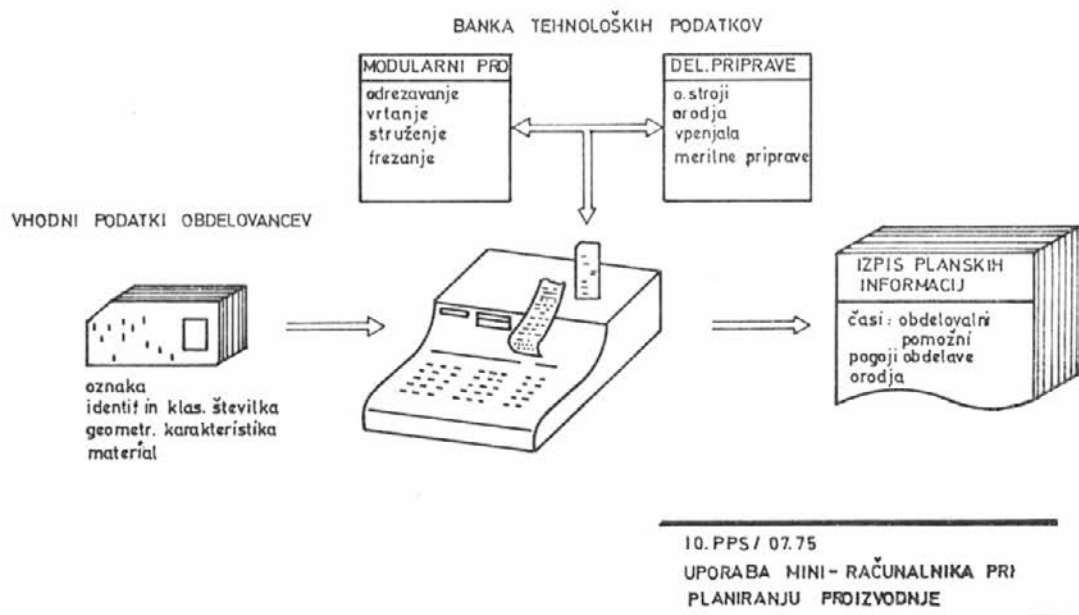 BANKA TEHNOLOŠKIH PODATKOV
MODULARNI PRO
odrezavanje
vrtanje
struženje
frezanje
DEL.PRIPRAVE
o.stroji
orodja
vpenjala
merilne priprave
VHODNI PODATKI OBDELOVANCEV
oznaka
identif in klas. številka
geometr. karakteristika
material
IZPIS PLANSKIH
INFORMACIJ
časi: obdelovalni
pomožni
pogoji obdelave
orodja
10.PPS/ 07.75
UPORABA MINI-RAČUNALNIKA PRI
PLANIRANJU PROIZVODNJE